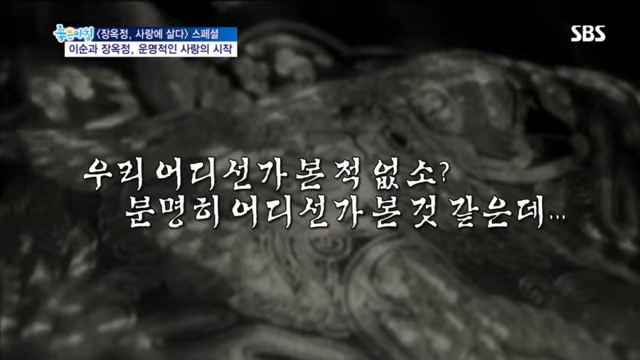 좋은아침
〈장옥정, 사랑에 살다〉 스페셜
이순과 장옥정, 운명적인 사랑의 시작
SBS
우리 어디선가 본 적 없소?
분명히 어디선가 본 것 같은데...